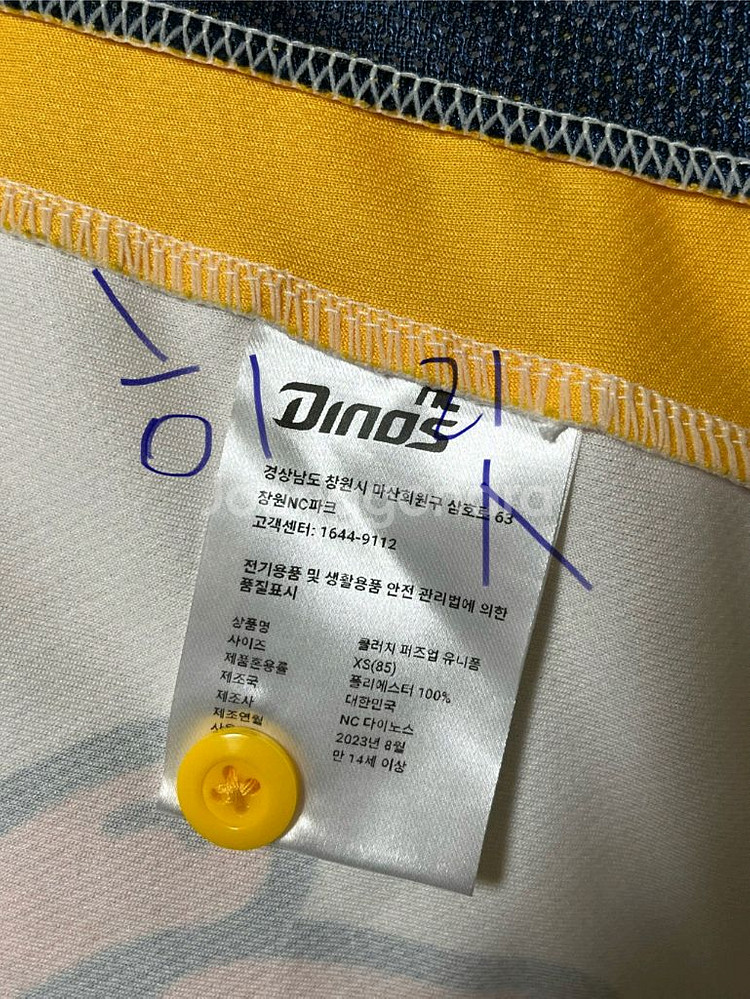 NC
DINOS
경상남도 창원시 마산회원구 삼호로 63
창원NC파크
고객센터: 1644-9112
전기용품 및 생활용품 안전 관리법에 의한
품질표시
상품명 쿨러치 퍼즈업 유니폼
사이즈 XS(85)
제품혼용률 폴리에스터 100%
제조국 대한민국
제조사 NC 다이노스
제조연월 2023년 8월
만 14세 이상